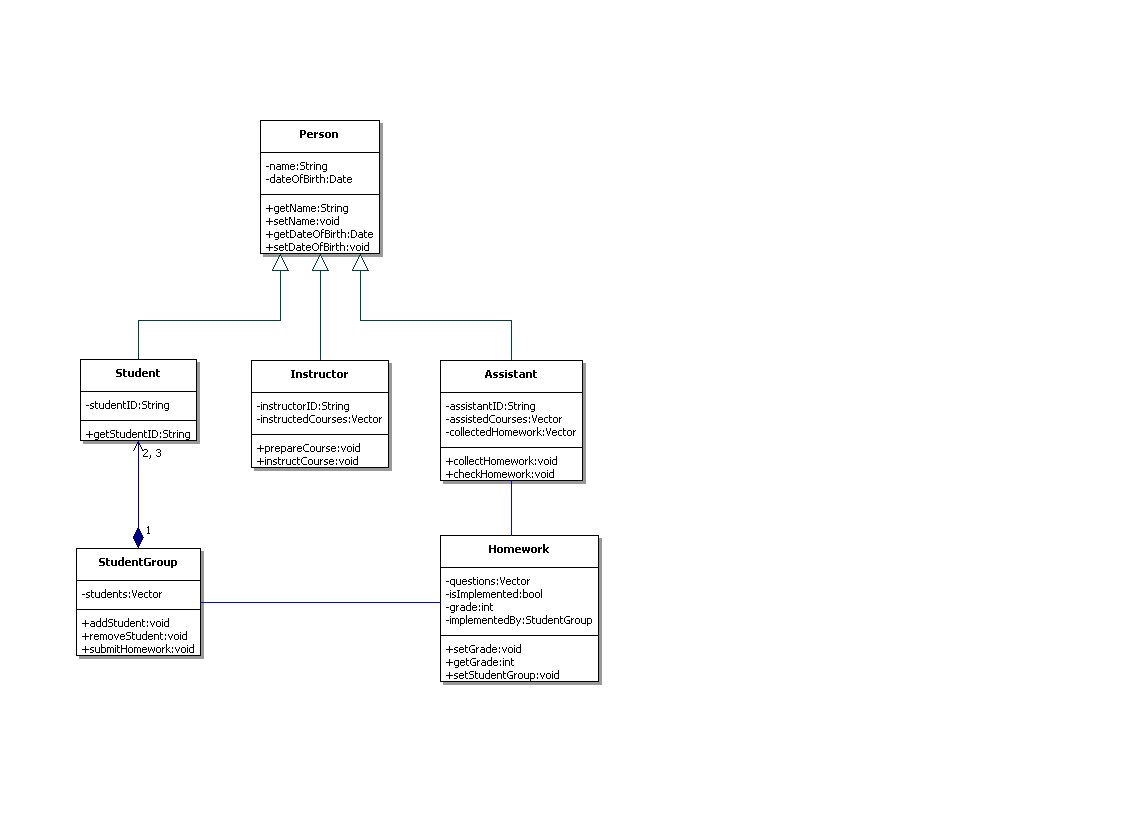 Person
-name:String
-dateOfBirth:Date
+getName:String
+setName:void
+getDateOfBirth:Date
+setDateOfBirth:void
Student
-studentID:String
+getStudentID:String
Instructor
-instructorID:String
-instructedCourses:Vector
+prepareCourse:void
+instructCourse:void
Assistant
-assistantID:String
-assistedCourses:Vector
-collectedHomework:Vector
+collectHomework:void
+checkHomework:void
2, 3
1
StudentGroup
-students:Vector
+addStudent:void
+removeStudent:void
+submitHomework:void
Homework
-questions:Vector
-isImplemented:bool
-grade:int
-implementedBy:StudentGroup
+setGrade:void
+getGrade:int
+setStudentGroup:void